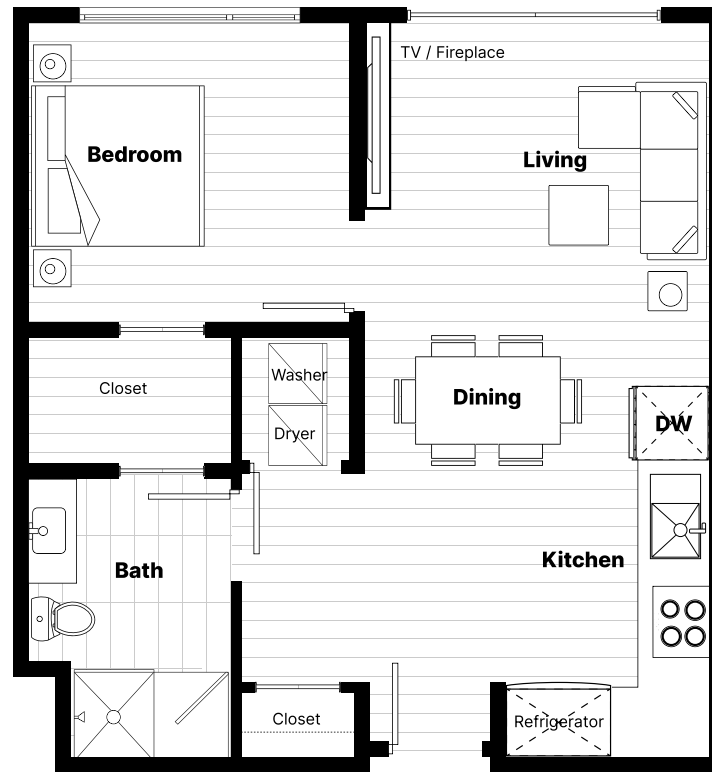 TV / Fireplace
Bedroom
Living
Washer
Closet
Dining
DW
Dryer
Kitchen
Bath
Closet
Refrigerator